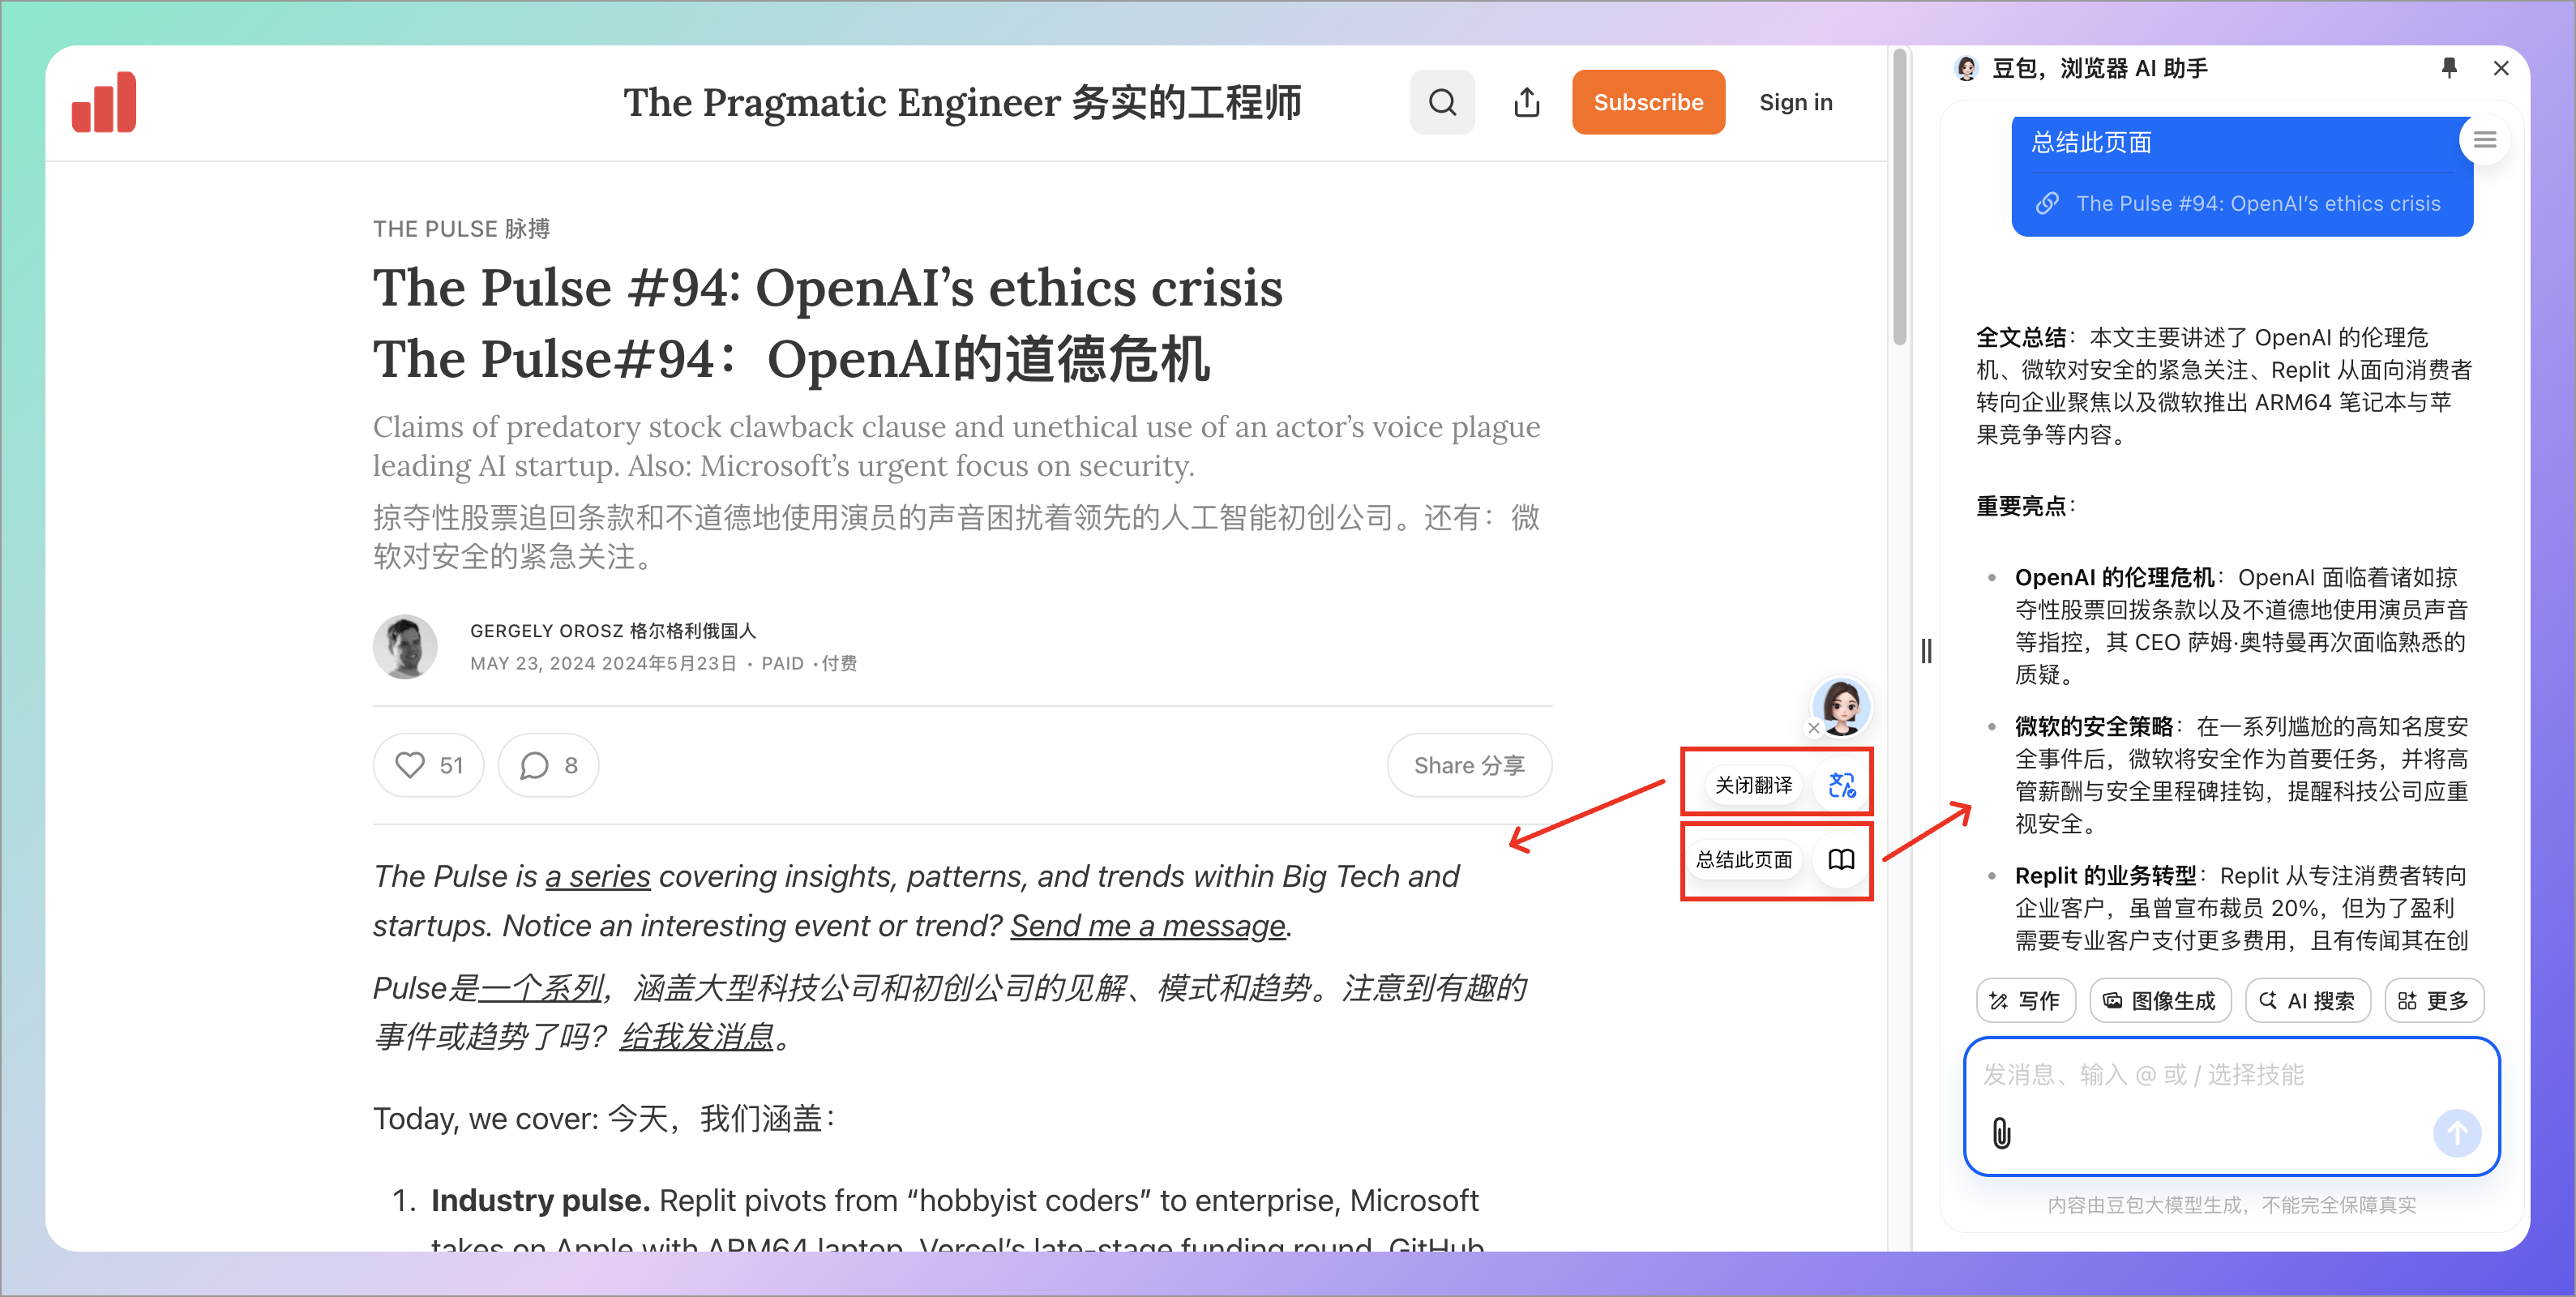 The Pragmatic Engineer 务实的工程师
Subscribe
Sign in
THE PULSE 脉搏
The Pulse #94: OpenAI’s ethics crisis
The Pulse#94：OpenAI的道德危机
Claims of predatory stock clawback clause and unethical use of an actor’s voice plague
leading AI startup. Also: Microsoft’s urgent focus on security.
掠夺性股票追回条款和不道德地使用演员的声音困扰着领先的人工智能初创公司。还有：微
软对安全的紧急关注。
GERGELY OROSZ 格尔格利俄国人
MAY 23, 2024 2024年5月23日 · PAID ·付费
51
8
Share 分享
关闭翻译
总结此页面
The Pulse is a series covering insights, patterns, and trends within Big Tech and
startups. Notice an interesting event or trend? Send me a message.
Pulse是一个系列，涵盖大型科技公司和初创公司的见解、模式和趋势。注意到有趣的
事件或趋势了吗？给我发消息。
Today, we cover: 今天，我们涵盖：
1. Industry pulse. Replit pivots from “hobbyist coders” to enterprise, Microsoft
takes on Apple with ARM64 laptop, Vercel’s late-stage funding round, GitHub
豆包，浏览器 AI 助手
总结此页面
The Pulse #94: OpenAI’s ethics crisis
全文总结：本文主要讲述了 OpenAI 的伦理危
机、微软对安全的紧急关注、Replit 从面向消费者
转向企业聚焦以及微软推出 ARM64 笔记本与苹
果竞争等内容。
重要亮点：
• OpenAI 的伦理危机：OpenAI 面临着诸如掠
夺性股票回拨条款以及不道德地使用演员声音
等指控，其 CEO 萨姆·奥特曼再次面临熟悉的
质疑。
• 微软的安全策略：在一系列尴尬的高知名度安
全事件后，微软将安全作为首要任务，并将高
管薪酬与安全里程碑挂钩，提醒科技公司应重
视安全。
• Replit 的业务转型：Replit 从专注消费者转向
企业客户，虽曾宣布裁员 20%，但为了盈利
需要专业客户支付更多费用，且有传闻其在创
写作
图像生成
AI 搜索
更多
发消息、输入 @ 或 / 选择技能
内容由豆包大模型生成，不能完全保障真实